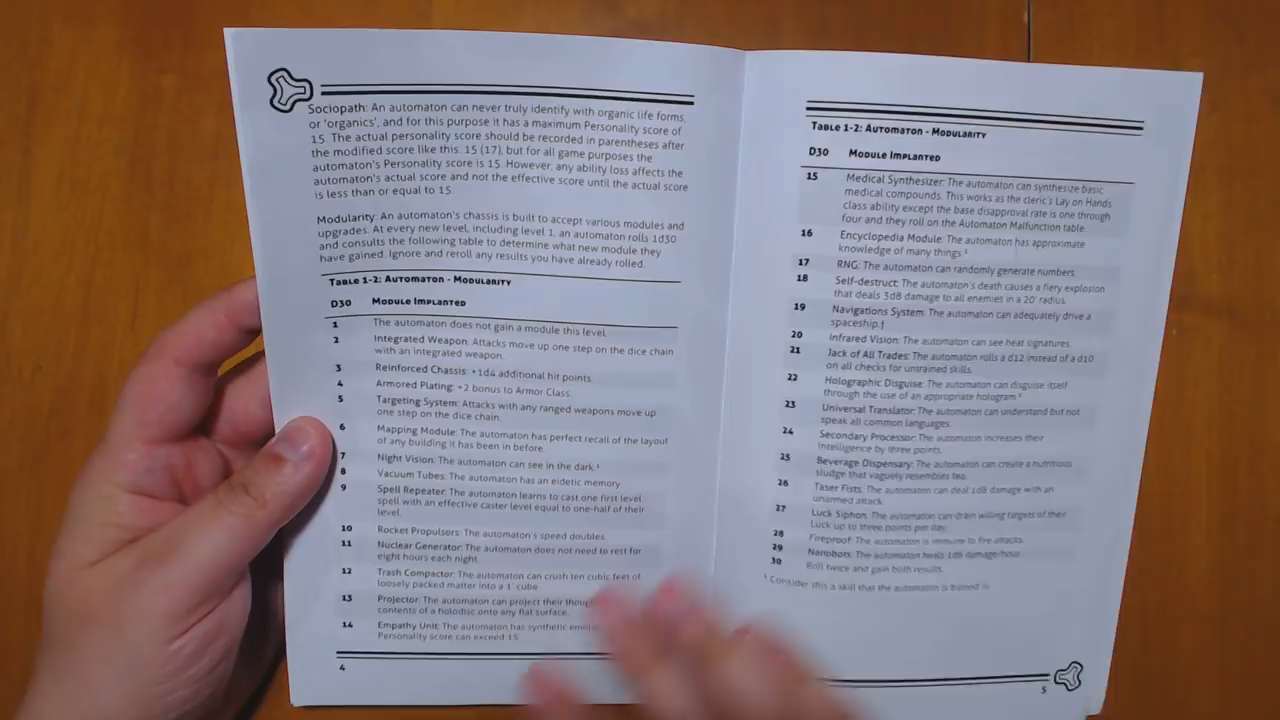 Sociopath: An automaton can never truly identify with organic life forms,
or 'organics', and for this purpose it has a maximum Personality score of
15. The actual personality score should be recorded in parentheses after
the modified score like this: 15 (17), but for all game purposes the
automaton's Personality score is 15. However, any ability loss affects the
automaton's actual score and not the effective score until the actual score
is less than or equal to 15.
Modularity: An automaton's chassis is built to accept various modules and
upgrades. At every new level, including level 1, an automaton rolls 1d30
and consults the following table to determine what new module they
have gained. Ignore and reroll any results you have already rolled.
Table 1-2: Automaton - Modularity
D30 Module Implanted
1 The automaton does not gain a module this level.
2 Integrated Weapon: Attacks move up one step on the dice chain
with an integrated weapon.
3 Reinforced Chassis: +1d4 additional hit points.
4 Armored Plating: +2 bonus to Armor Class.
5 Targeting System: Attacks with any ranged weapons move up
one step on the dice chain.
6 Mapping Module: The automaton has perfect recall of the layout
of any building it has been in before.
7 Night Vision: The automaton can see in the dark.¹
8 Vacuum Tubes: The automaton has an eidetic memory
9 Spell Repeater: The automaton learns to cast one first level
spell with an effective caster level equal to one-half of their
level.
10 Rocket Propulsors: The automaton's speed doubles.
11 Nuclear Generator: The automaton does not need to rest for
eight hours each night.
12 Trash Compactor: The automaton can crush ten cubic feet of
loosely packed matter into a 1' cube.
13 Projector: The automaton can project their
contents of a holodisc onto any flat surface.
14 Empathy Unit: The automaton has synthetic
Personality score can exceed 15.
4
Table 1-2: Automaton - Modularity
D30 Module Implanted
15 Medical Synthesizer: The automaton can synthesize basic
medical compounds. This works as the cleric's Lay on Hands
class ability except the base disapproval rate is one through
four and they roll on the Automaton Malfunction table.
16 Encyclopedia Module: The automaton has approximate
knowledge of many things.¹
17 RNG: The automaton can randomly generate numbers.
18 Self-destruct: The automaton's death causes a fiery explosion
that deals 3d8 damage to all enemies in a 20' radius.
19 Navigations System: The automaton can adequately drive a
spaceship.†
20 Infrared Vision: The automaton can see heat signatures.
21 Jack of All Trades: The automaton rolls a d12 instead of a d10
on all checks for untrained skills.
22 Holographic Disguise: The automaton can disguise itself
through the use of an appropriate hologram.¹
23 Universal Translator: The automaton can understand but not
speak all common languages.
24 Secondary Processor: The automaton increases their
Intelligence by three points.
25 Beverage Dispensary: The automaton can create a nutritious
sludge that vaguely resembles tea.
26 Taser Fists: The automaton can deal 1d8 damage with an
unarmed attack.
27 Luck Siphon: The automaton can drain willing targets of their
Luck up to three points per day.
28 Fireproof: The automaton is immune to fire attacks.
29 Nanobots: The automaton heals 1d6 damage/hour.
30 Roll twice and gain both results.
¹ Consider this a skill that the automaton is trained in.
5